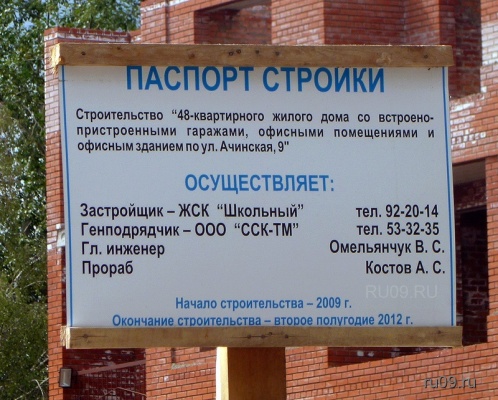 ПАСПОРТ СТРОЙКИ
Строительство "48-квартирного жилого дома со встроено-
пристроенными гаражами, офисными помещениями и
офисным зданием по ул. Ачинская, 9"
ОСУЩЕСТВЛЯЕТ:
Застройщик – ЖСК "Школьный" тел. 92-20-14
Генподрядчик – ООО "ССК-ТМ" тел. 53-32-35
Гл. инженер Омельянчук В. С.
Прораб Костов А. С.
RU09.RU
Начало строительства – 2009 г.
Окончание строительства – второе полугодие 2012 г.
ru09.ru